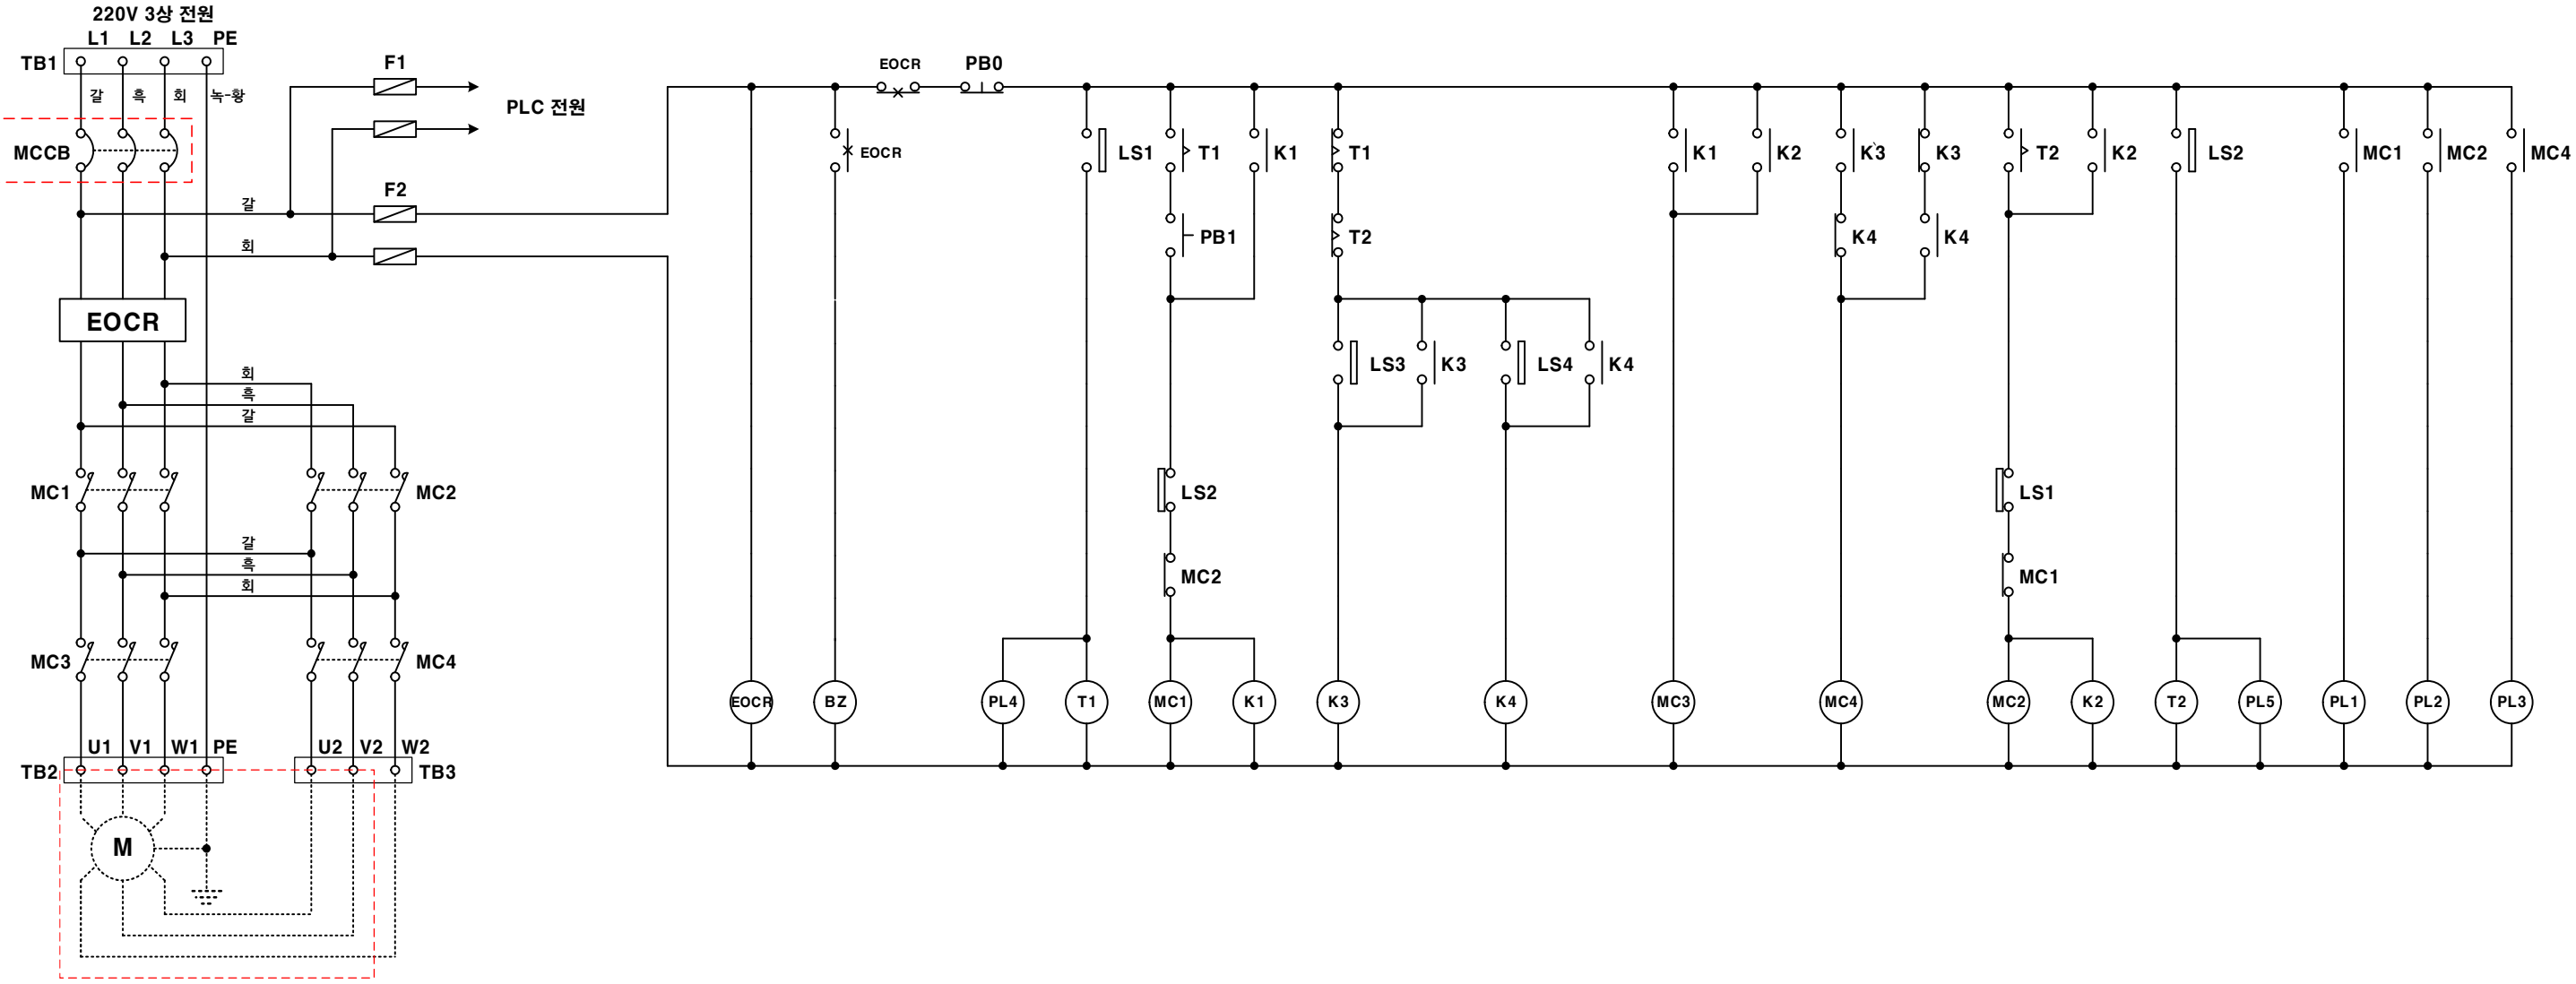 220V 3상 전원
L1 L2 L3 PE
TB1
갈 흑 회 녹-황
MCCB
F1
PLC 전원
F2
갈
회
EOCR
회
흑
갈
MC1 MC2
갈
흑
회
MC3 MC4
U1 V1 W1 PE U2 V2 W2
TB2 TB3
M
EOCR PB0
EOCR LS1 T1 K1 T1 K1 K2 K`3 K3 T2 K2 LS2 MC1 MC2 MC4
PB1 T2 K4 K4
LS3 K3 LS4 K4
LS2 LS1
MC2 MC1
EOCR BZ PL4 T1 MC1 K1 K3 K4 MC3 MC4 MC2 K2 T2 PL5 PL1 PL2 PL3